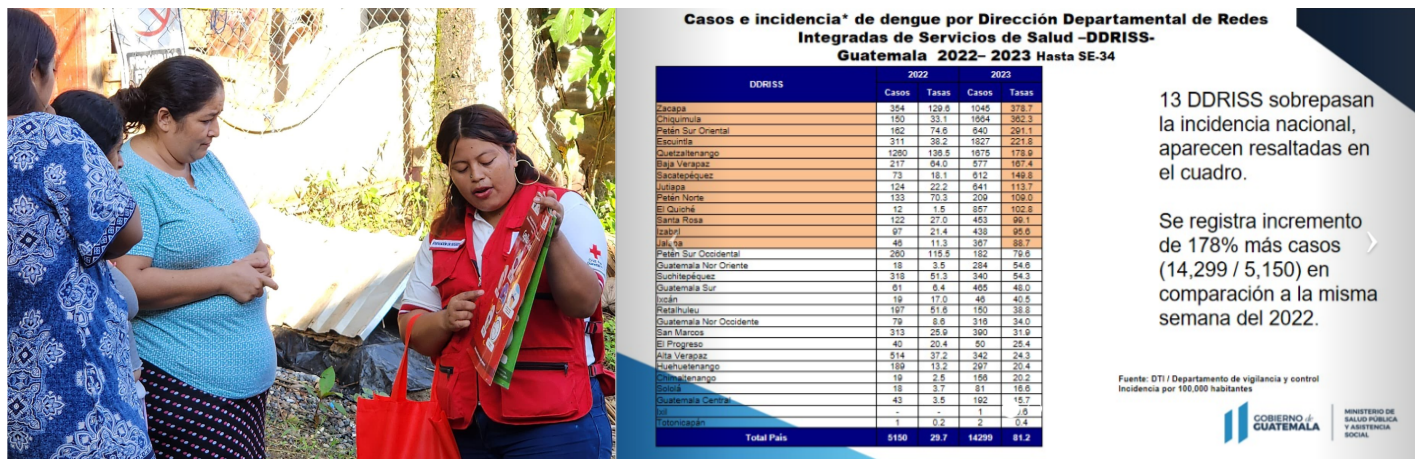 Casos e incidencia* de dengue por Dirección Departamental de Redes
Integradas de Servicios de Salud –DDRISS-
Guatemala 2022– 2023 Hasta SE-34
DDRISS 2022 2023
Casos Tasas Casos Tasas
Zacapa 354 129.6 1045 378.7
Chiquimula 150 33.1 1664 362.3
Petén Sur Oriental 162 74.6 640 291.1
Escuintla 311 38.2 1827 221.8
Quetzaltenango 1260 136.5 1675 178.9
Baja Verapaz 217 64.0 577 167.4
Sacatepéquez 73 18.1 612 149.8
Jutiapa 124 22.2 641 113.7
Petén Norte 133 70.3 209 109.0
El Quiché 12 1.5 857 102.8
Santa Rosa 122 27.0 453 99.1
Izabal 97 21.4 438 95.6
Jalapa 46 11.3 367 88.7
Petén Sur Occidental 260 115.5 182 79.6
Guatemala Nor Oriente 18 3.5 284 54.6
Suchitepéquez 318 51.3 340 54.3
Guatemala Sur 61 6.4 465 48.0
Ixcán 19 17.0 46 40.5
Retalhuleu 197 51.6 150 38.8
Guatemala Nor Occidente 79 8.6 316 34.0
San Marcos 313 25.9 390 31.9
El Progreso 40 20.4 50 25.4
Alta Verapaz 514 37.2 342 24.3
Huehuetenango 189 13.2 297 20.4
Chimaltenango 19 2.5 156 20.2
Sololá 18 3.7 81 16.6
Guatemala Central 43 3.5 192 15.7
Ixil - - 1
Totonicapán 1 0.2 2 0.4
Total País 5150 29.7 14299 81.2
13 DDRISS sobrepasan
la incidencia nacional,
aparecen resaltadas en
el cuadro.
Se registra incremento
de 178% más casos
(14,299 / 5,150) en
comparación a la misma
semana del 2022.
Fuente: DTI / Departamento de vigilancia y control
Incidencia por 100,000 habitantes
GOBIERNO de
GUATEMALA
MINISTERIO DE
SALUD PÚBLICA
Y ASISTENCIA
SOCIAL